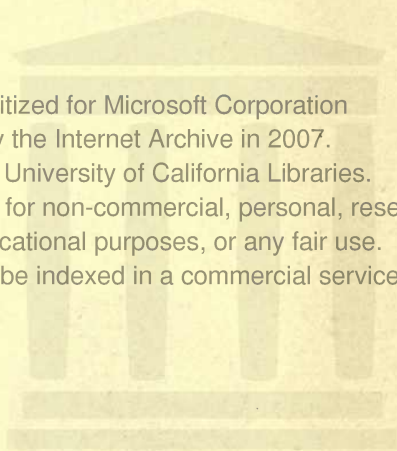 itized for Microsoft Corporation
the Internet Archive in 2007.
University of California Libraries.
for non-commercial, personal, rese
cational purposes, or any fair use.
be indexed in a commercial service